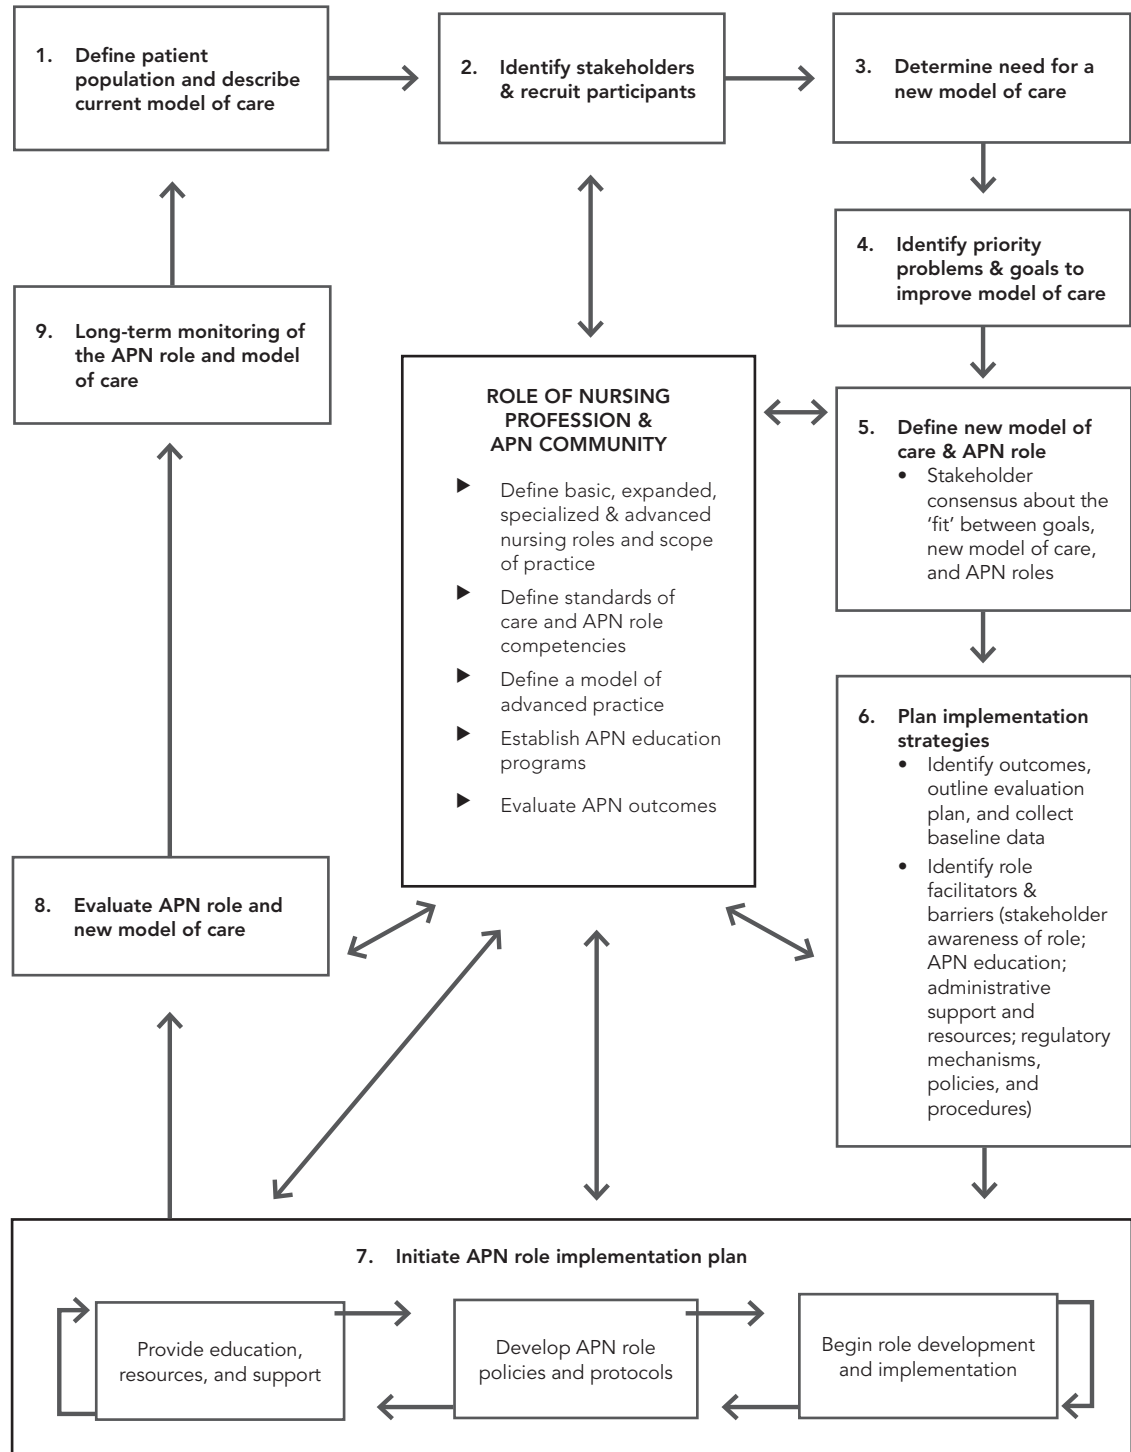 1. Define patient
population and describe
current model of care
2. Identify stakeholders
& recruit participants
3. Determine need for a
new model of care
4. Identify priority
problems & goals to
improve model of care
5. Define new model of
care & APN role
• Stakeholder
consensus about the
‘fit’ between goals,
new model of care,
and APN roles
6. Plan implementation
strategies
• Identify outcomes,
outline evaluation
plan, and collect
baseline data
• Identify role
facilitators &
barriers (stakeholder
awareness of role;
APN education;
administrative
support and
resources; regulatory
mechanisms,
policies, and
procedures)
7. Initiate APN role implementation plan
Provide education,
resources, and support
Develop APN role
policies and protocols
Begin role development
and implementation
8. Evaluate APN role and
new model of care
9. Long-term monitoring of
the APN role and model
of care
ROLE OF NURSING
PROFESSION &
APN COMMUNITY
► Define basic, expanded,
specialized & advanced
nursing roles and scope
of practice
► Define standards of
care and APN role
competencies
► Define a model of
advanced practice
► Establish APN education
programs
► Evaluate APN outcomes